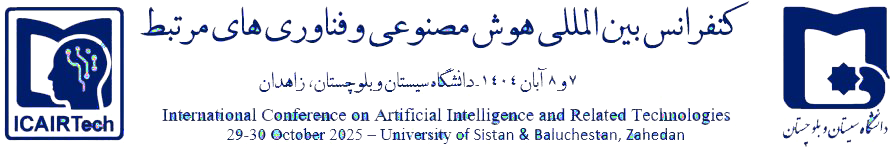 کنفرانس بین المللی هوش مصنوعی و فناوری های مرتبط
۷ و ۸ آبان ۱۴۰۴ - دانشگاه سیستان و بلوچستان، زاهدان
International Conference on Artificial Intelligence and Related Technologies
29-30 October 2025 – University of Sistan & Baluchestan, Zahedan
ICAIRTech
دانشگاه سیستان و بلوچستان